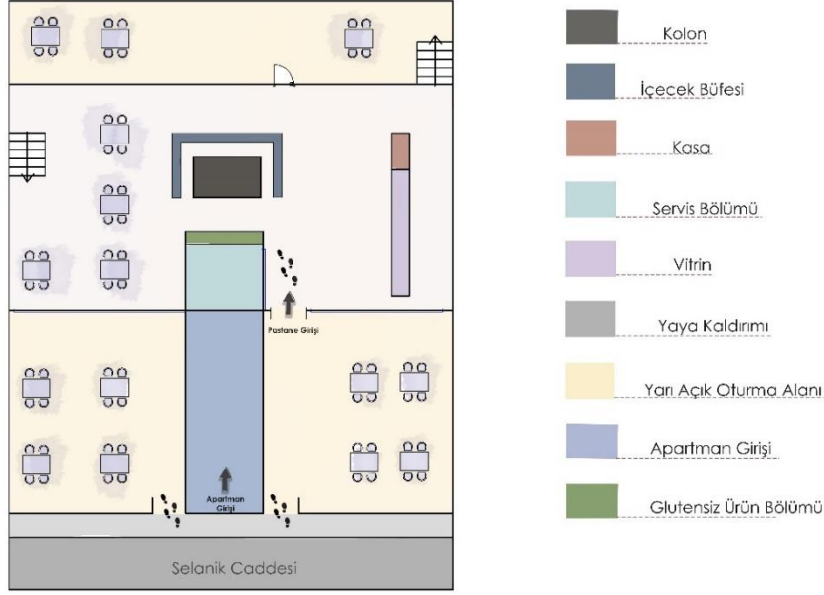 Pastane Girişi
Apartman
Girişi
Selanik Caddesi
Kolon
İçecek Büfesi
Kasa
Servis Bölümü
Vitrin
Yaya Kaldırımı
Yarı Açık Oturma Alanı
Apartman Girişi
Glutensiz Ürün Bölümü